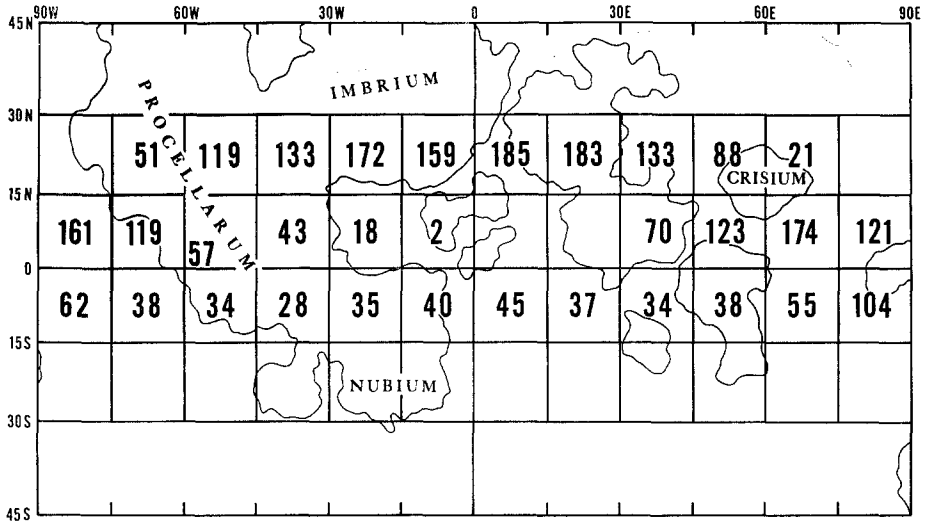 90W 60W 30W 0 30E 60E 90E
45N
IMBRIUM
PROCELLARUM
30N
51 119 133 172 159 185 183 133 88 21
CRISIUM
15N
161 119 57 43 18 2 70 123 174 121
0
62 38 34 28 35 40 45 37 34 38 55 104
15S
NUBIUM
30S
45S